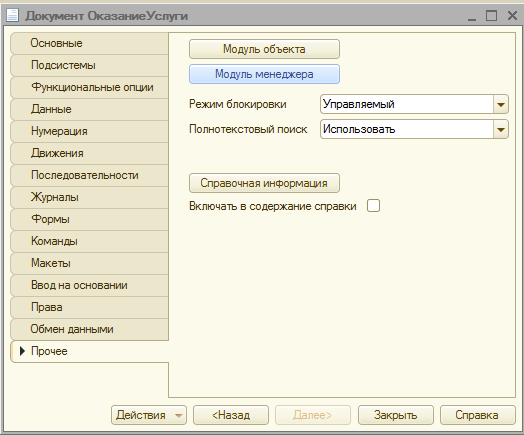 Документ ОказаниеУслуги
Основные
Подсистемы
Функциональные опции
Данные
Нумерация
Движения
Последовательности
Журналы
Формы
Команды
Макеты
Ввод на основании
Права
Обмен данными
Прочее
Модуль объекта
Модуль менеджера
Режим блокировки Управляемый
Полнотекстовый поиск Использовать
Справочная информация
Включать в содержание справки
Действия <Назад Далее> Закрыть Справка